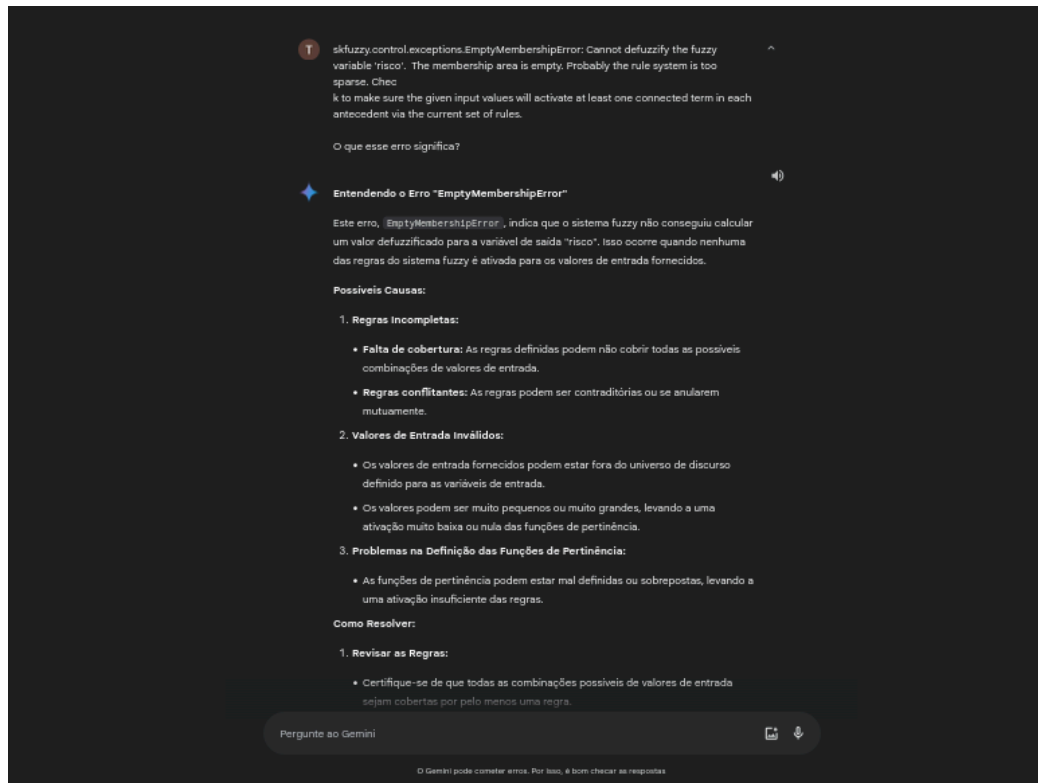 T
skfuzzy.control.exceptions.EmptyMembershipError: Cannot defuzzify the fuzzy
variable 'risco'.  The membership area is empty. Probably the rule system is too
sparse. Chec
k to make sure the given input values will activate at least one connected term in each
antecedent via the current set of rules.
O que esse erro significa?
Entendendo o Erro "EmptyMembershipError"
Este erro, EmptyMembershipError, indica que o sistema fuzzy não conseguiu calcular
um valor defuzzificado para a variável de saída "risco". Isso ocorre quando nenhuma
das regras do sistema fuzzy é ativada para os valores de entrada fornecidos.
Possíveis Causas:
1. Regras Incompletas:
• Falta de cobertura: As regras definidas podem não cobrir todas as possíveis
combinações de valores de entrada.
• Regras conflitantes: As regras podem ser contraditórias ou se anularem
mutuamente.
2. Valores de Entrada Inválidos:
• Os valores de entrada fornecidos podem estar fora do universo de discurso
definido para as variáveis de entrada.
• Os valores podem ser muito pequenos ou muito grandes, levando a uma
ativação muito baixa ou nula das funções de pertinência.
3. Problemas na Definição das Funções de Pertinência:
• As funções de pertinência podem estar mal definidas ou sobrepostas, levando a
uma ativação insuficiente das regras.
Como Resolver:
1. Revisar as Regras:
• Certifique-se de que todas as combinações possíveis de valores de entrada
sejam cobertas por pelo menos uma regra.
Pergunte ao Gemini
O Gemini pode cometer erros. Por isso, é bom checar as respostas